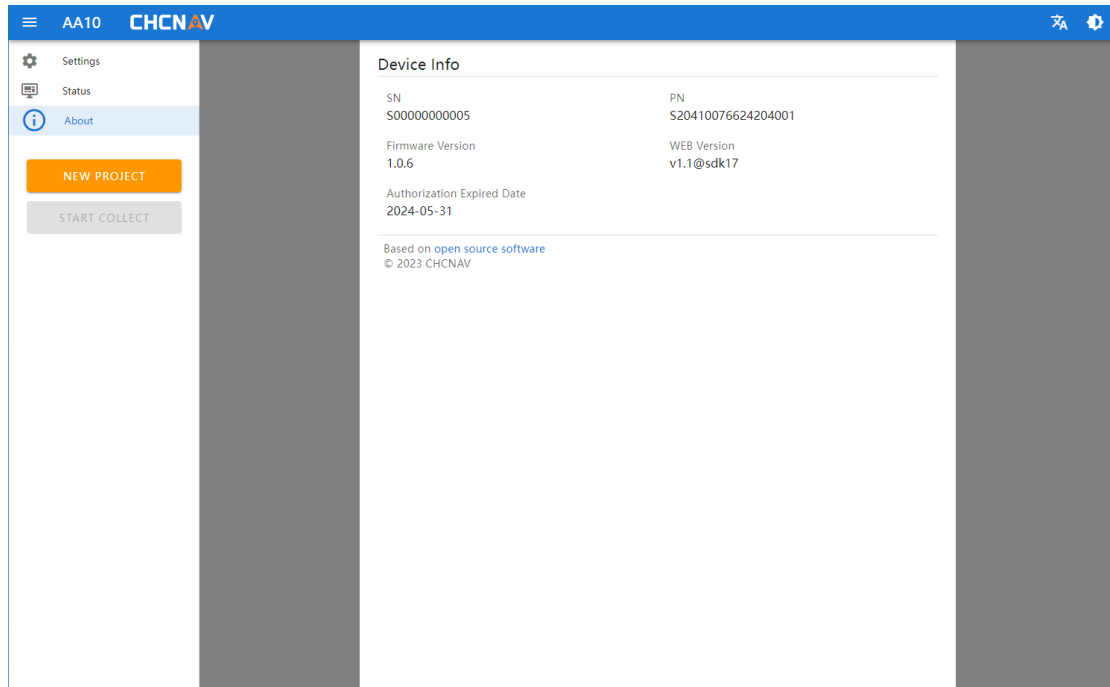 AA10 CHCNAV
Settings
Status
About
NEW PROJECT
START COLLECT
Device Info
SN
S00000000005
PN
S20410076624204001
Firmware Version
1.0.6
WEB Version
v1.1@sdk17
Authorization Expired Date
2024-05-31
Based on open source software
© 2023 CHCNAV